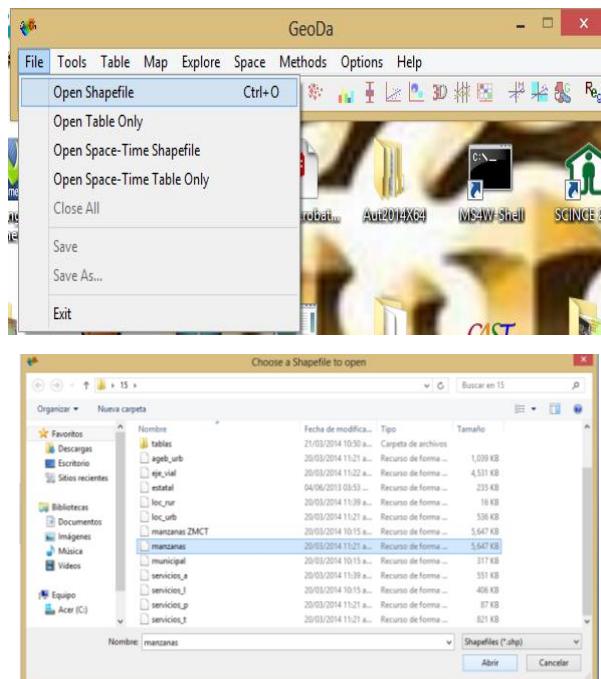 GeoDa
File Tools Table Map Explore Space Methods Options Help
Open Shapefile Ctrl+O
Open Table Only
Open Space-Time Shapefile
Open Space-Time Table Only
Close All
Save
Save As...
Exit
3D
Reg
C:\_
robat... Aut2014X64 MS4W-Shell SCINCE
CAST
Choose a Shapefile to open
15
Buscar en 15
Organizar Nueva carpeta
Favoritos
Descargas
Escritorio
Sitios recientes
Bibliotecas
Documentos
Imágenes
Música
Videos
Equipo
Acer (C:)
Nombre Fecha de modifica... Tipo Tamaño
tablas 21/03/2014 10:50 a... Carpeta de archivos
ageb_urb 20/03/2014 11:21 a... Recurso de forma ... 1,039 KB
eje_vial 20/03/2014 11:22 a... Recurso de forma ... 4,531 KB
estatal 04/06/2013 03:53 ... Recurso de forma ... 235 KB
loc_rur 20/03/2014 11:39 a... Recurso de forma ... 16 KB
loc_urb 20/03/2014 11:21 a... Recurso de forma ... 536 KB
manzanas ZMCT 20/03/2014 10:15 a... Recurso de forma ... 5,647 KB
manzanas 20/03/2014 11:21 a... Recurso de forma ... 5,647 KB
municipal 20/03/2014 10:15 a... Recurso de forma ... 317 KB
servicios_a 20/03/2014 11:39 a... Recurso de forma ... 551 KB
servicios_l 20/03/2014 10:15 a... Recurso de forma ... 406 KB
servicios_p 20/03/2014 11:21 a... Recurso de forma ... 87 KB
servicios_t 20/03/2014 11:21 a... Recurso de forma ... 821 KB
Nombre: manzanas Shapefiles (*.shp)
Abrir Cancelar